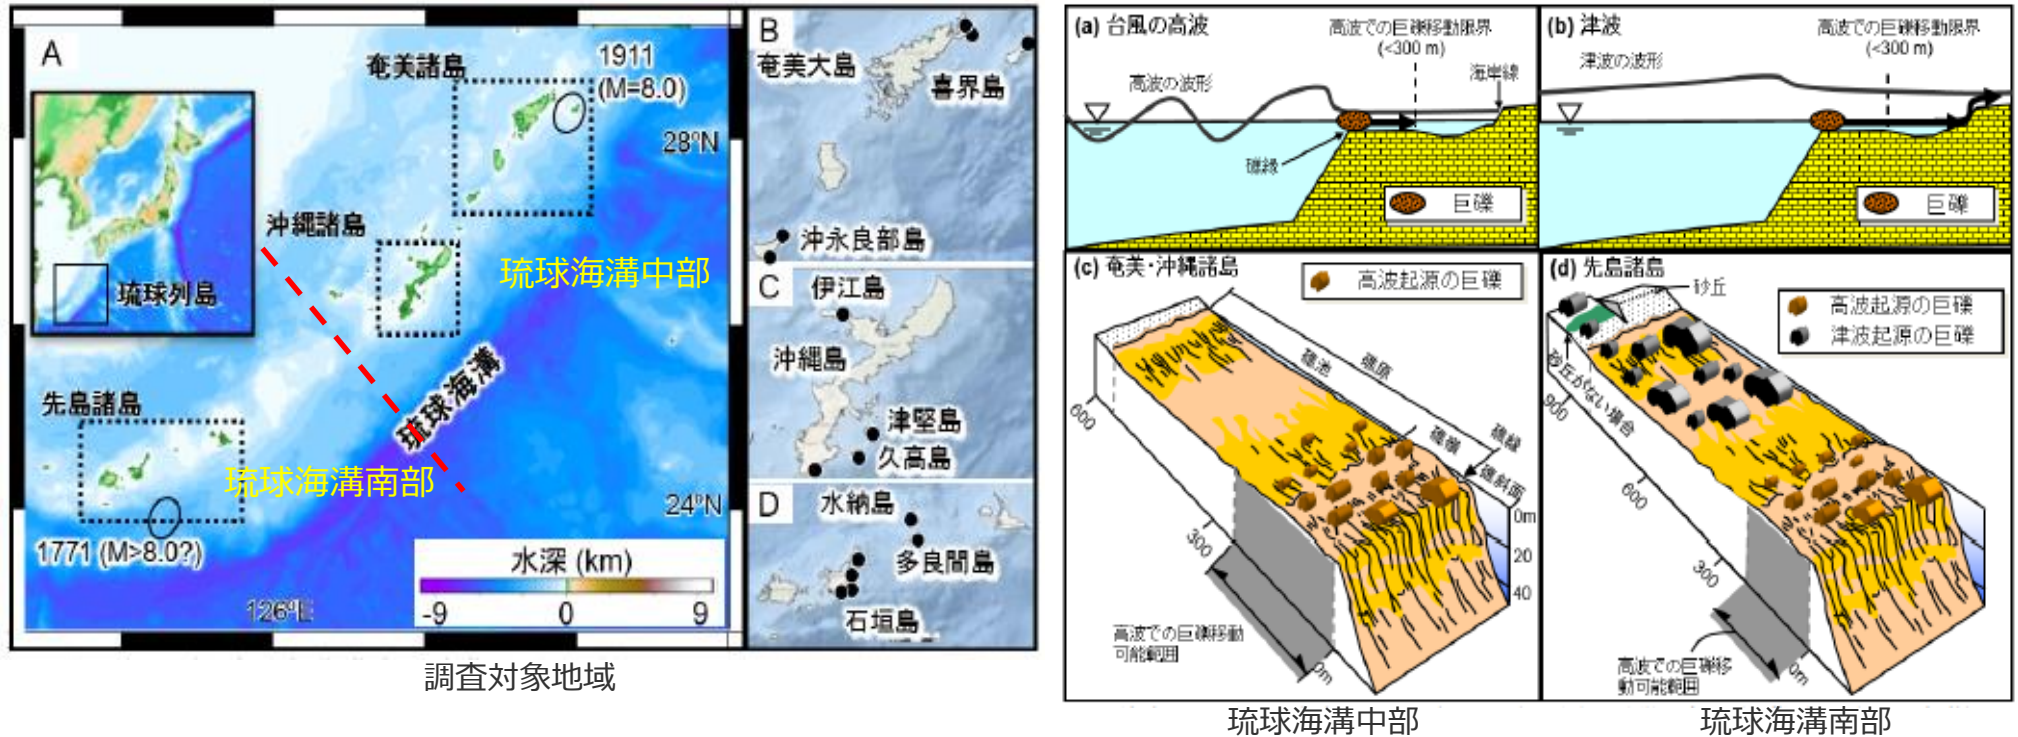 A
奄美諸島
1911
(M=8.0)
28°N
沖縄諸島
琉球海溝中部
琉球列島
琉球海溝
先島諸島
琉球海溝南部
24°N
1771 (M>8.0?)
126°E
水深 (km)
-9
0
9
B
奄美大島
喜界島
沖永良部島
C
伊江島
沖縄島
津堅島
久高島
D
水納島
多良間島
石垣島
調査対象地域
(a) 台風の高波
高波での巨礫移動限界
(<300 m)
高波の波形
海岸線
礁縁
巨礫
(b) 津波
高波での巨礫移動限界
(<300 m)
津波の波形
巨礫
(c) 奄美・沖縄諸島
高波起源の巨礫
礁池
礁原
礁嶺
礁縁
礁斜面
600
300
0m
0m
20
40
高波での巨礫移動
可能範囲
琉球海溝中部
(d) 先島諸島
砂丘
高波起源の巨礫
津波起源の巨礫
砂丘がない場合
900
600
300
0m
高波での巨礫移
動可能範囲
琉球海溝南部